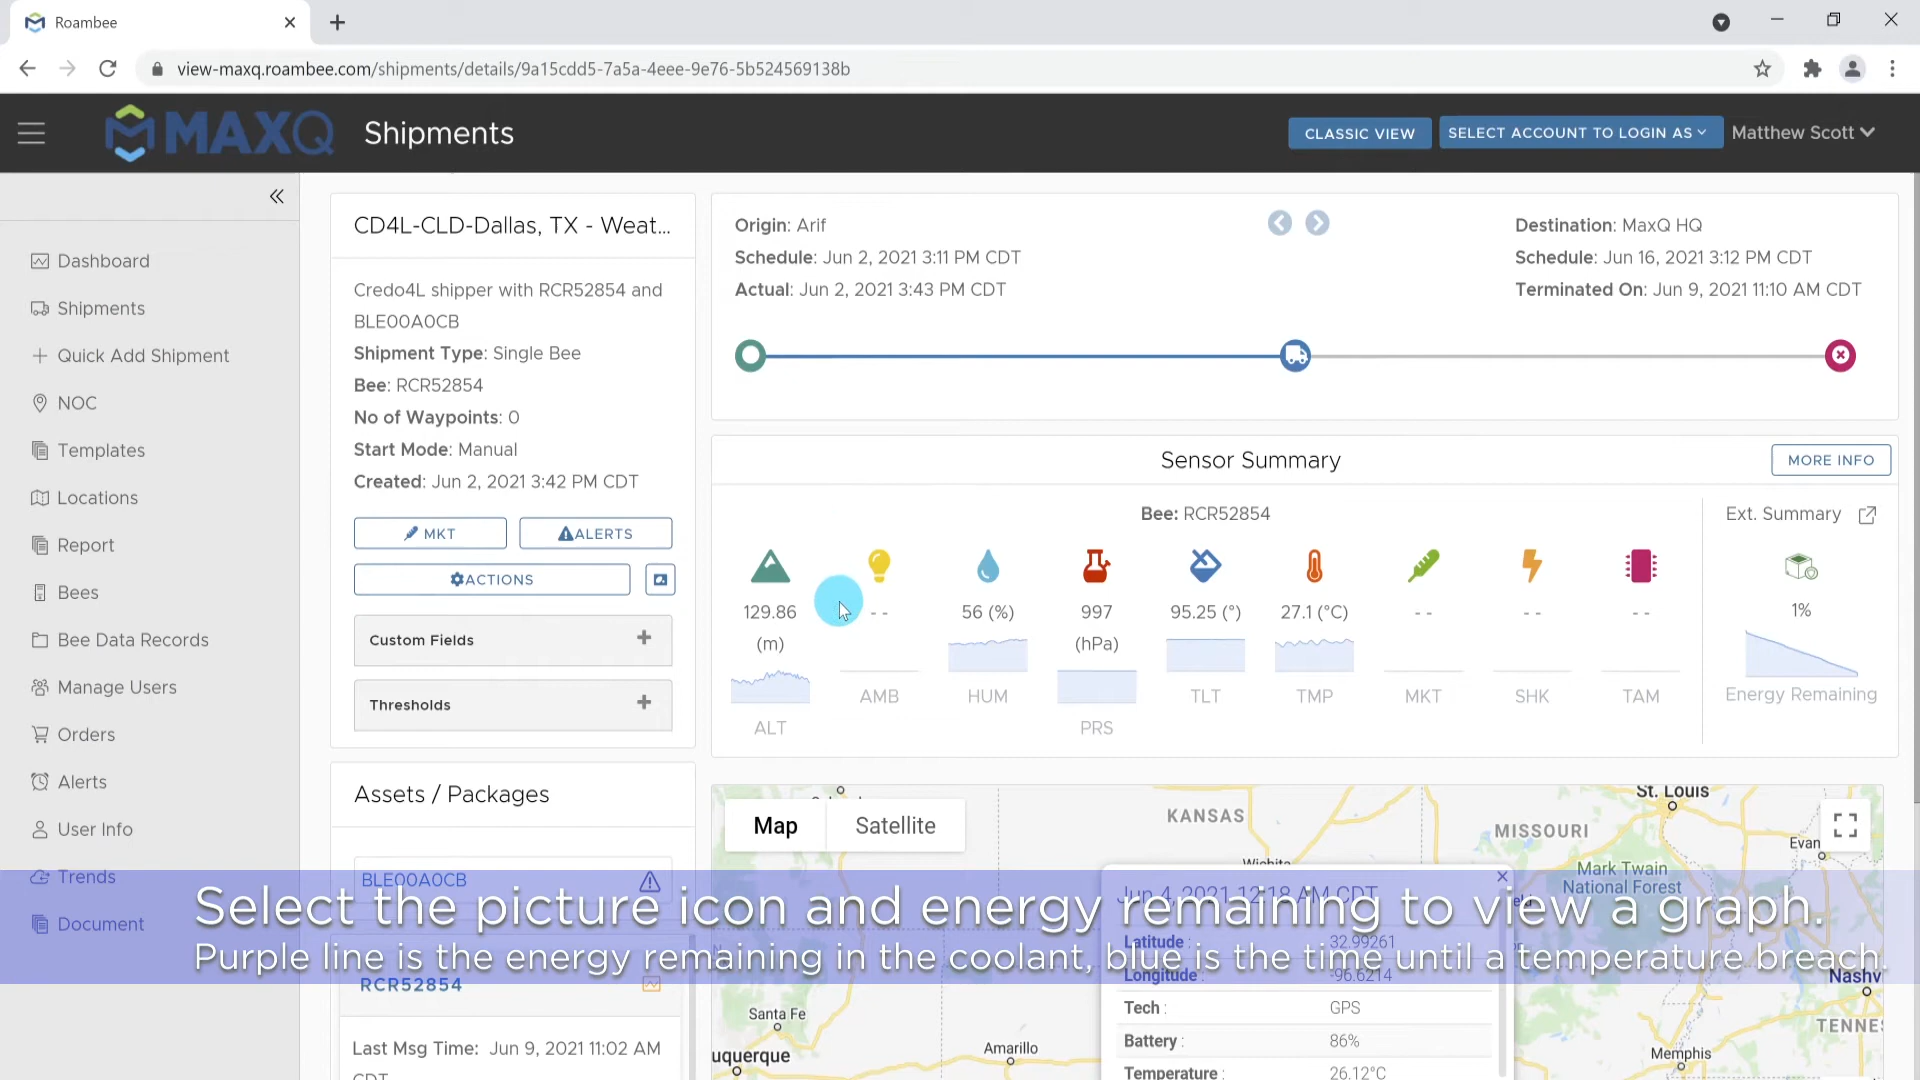 Roambee
view-maxq.roambee.com/shipments/details/9a15cdd5-7a5a-4eee-9e76-5b524569138b
MAXQ
Shipments
CLASSIC VIEW
SELECT ACCOUNT TO LOGIN AS
Matthew Scott
Dashboard
Shipments
Quick Add Shipment
NOC
Templates
Locations
Report
Bees
Bee Data Records
Manage Users
Orders
Alerts
User Info
Trends
Document
CD4L-CLD-Dallas, TX - Weat...
Credo4L shipper with RCR52854 and
BLE00A0CB
Shipment Type: Single Bee
Bee: RCR52854
No of Waypoints: 0
Start Mode: Manual
Created: Jun 2, 2021 3:42 PM CDT
MKT
ALERTS
ACTIONS
Custom Fields
Thresholds
Assets / Packages
BLE00A0CB
RCR52854
Last Msg Time: Jun 9, 2021 11:02 AM
CDT
Origin: Arif
Schedule: Jun 2, 2021 3:11 PM CDT
Actual: Jun 2, 2021 3:43 PM CDT
Destination: MaxQ HQ
Schedule: Jun 16, 2021 3:12 PM CDT
Terminated On: Jun 9, 2021 11:10 AM CDT
Sensor Summary
MORE INFO
Bee: RCR52854
Ext. Summary
129.86
(m)
ALT
- -
AMB
56 (%)
HUM
997
(hPa)
PRS
95.25 (°)
TLT
27.1 (°C)
TMP
- -
MKT
- -
SHK
- -
TAM
1%
Energy Remaining
Map
Satellite
KANSAS
Wichita
St. Louis
MISSOURI
Evan
Mark Twain
National Forest
Santa Fe
uquerque
Amarillo
Nashv
TENNES
Memphis
Jun 4, 2021 12:18 AM CDT
Latitude : 32.99261
Longitude : -96.6214
Tech : GPS
Battery : 86%
Temperature : 26.12°C
Select the picture icon and energy remaining to view a graph.
Purple line is the energy remaining in the coolant, blue is the time until a temperature breach.